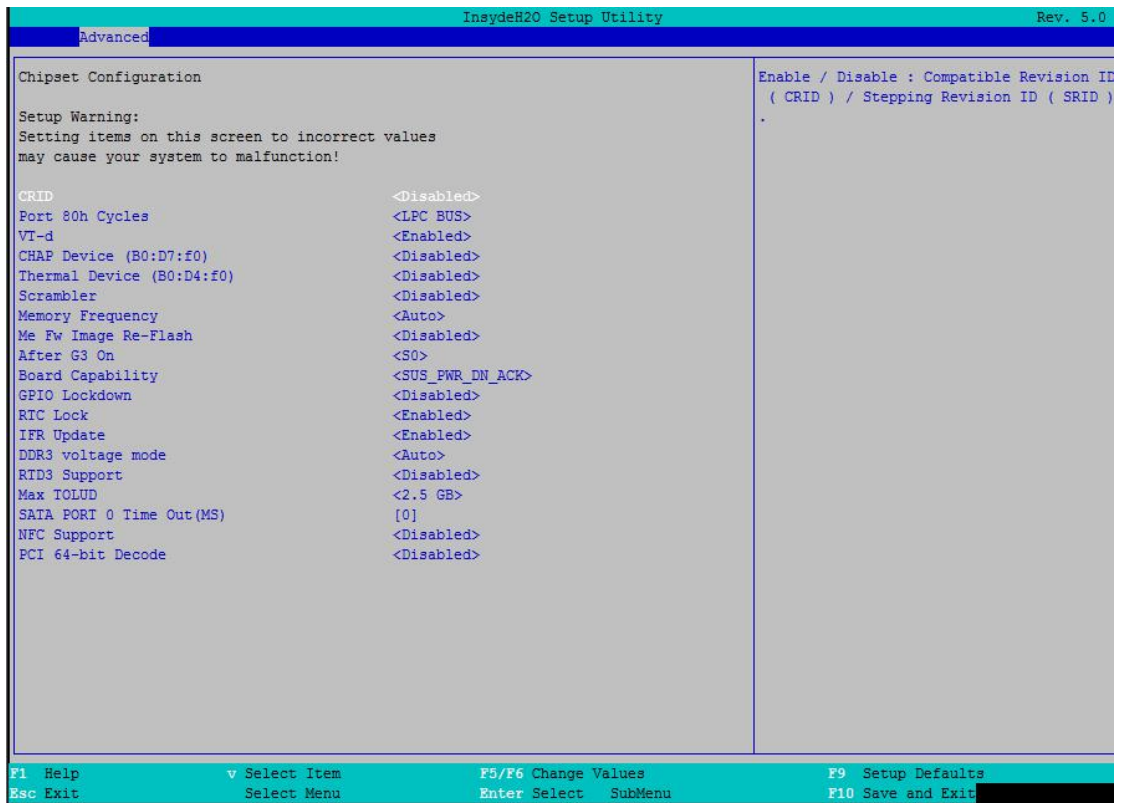 InsydeH2O Setup Utility Rev. 5.0
Advanced
Chipset Configuration
Setup Warning:
Setting items on this screen to incorrect values
may cause your system to malfunction!
CRID <Disabled>
Port 80h Cycles <LPC BUS>
VT-d <Enabled>
CHAP Device (B0:D7:f0) <Disabled>
Thermal Device (B0:D4:f0) <Disabled>
Scrambler <Disabled>
Memory Frequency <Auto>
Me Fw Image Re-Flash <Disabled>
After G3 On <S0>
Board Capability <SUS_PWR_DN_ACK>
GPIO Lockdown <Disabled>
RTC Lock <Enabled>
IFR Update <Enabled>
DDR3 voltage mode <Auto>
RTD3 Support <Disabled>
Max TOLUD <2.5 GB>
SATA PORT 0 Time Out(MS) [0]
NFC Support <Disabled>
PCI 64-bit Decode <Disabled>
Enable / Disable : Compatible Revision ID
( CRID ) / Stepping Revision ID ( SRID )
.
F1 Help v Select Item F5/F6 Change Values F9 Setup Defaults
Esc Exit Select Menu Enter Select SubMenu F10 Save and Exit